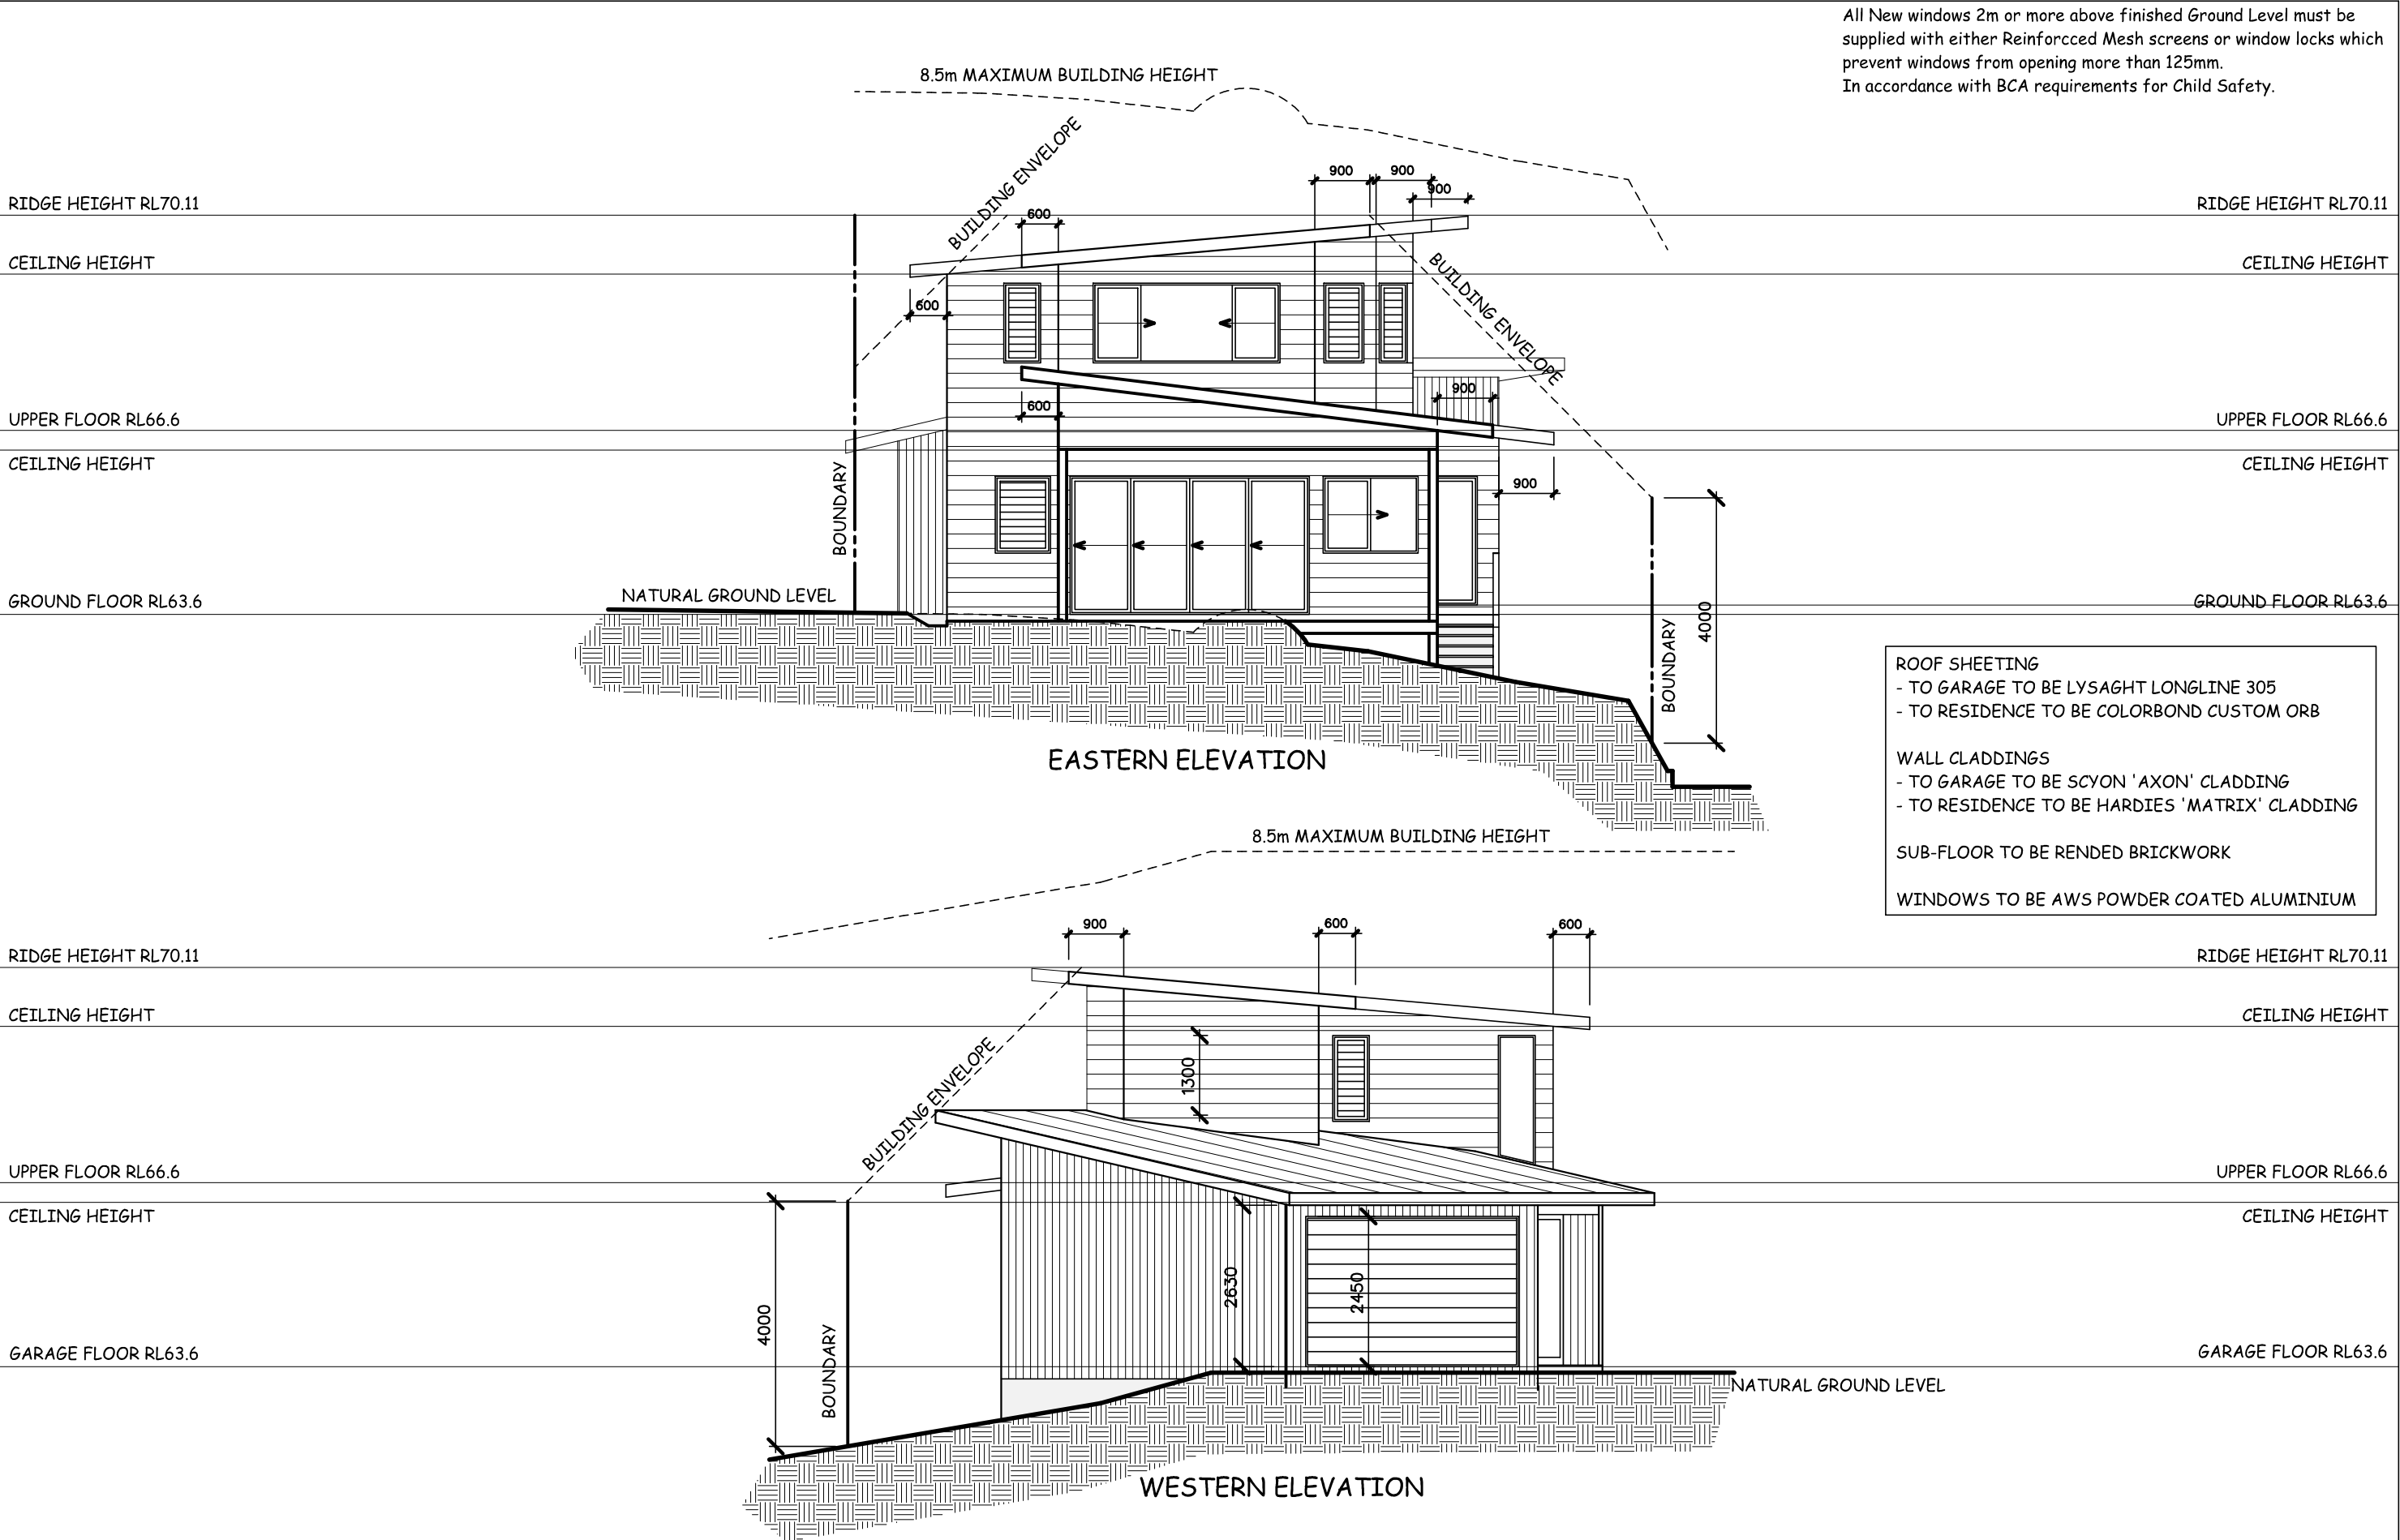 All New windows 2m or more above finished Ground Level must be
supplied with either Reinforcced Mesh screens or window locks which
prevent windows from opening more than 125mm.
In accordance with BCA requirements for Child Safety.
8.5m MAXIMUM BUILDING HEIGHT
BUILDING ENVELOPE
900
900
900
RIDGE HEIGHT RL70.11
RIDGE HEIGHT RL70.11
600
CEILING HEIGHT
CEILING HEIGHT
BUILDING ENVELOPE
600
900
600
UPPER FLOOR RL66.6
UPPER FLOOR RL66.6
CEILING HEIGHT
CEILING HEIGHT
900
BOUNDARY
NATURAL GROUND LEVEL
GROUND FLOOR RL63.6
GROUND FLOOR RL63.6
4000
BOUNDARY
EASTERN ELEVATION
ROOF SHEETING
- TO GARAGE TO BE LYSAGHT LONGLINE 305
- TO RESIDENCE TO BE COLORBOND CUSTOM ORB
WALL CLADDINGS
- TO GARAGE TO BE SCYON 'AXON' CLADDING
- TO RESIDENCE TO BE HARDIES 'MATRIX' CLADDING
SUB-FLOOR TO BE RENDED BRICKWORK
WINDOWS TO BE AWS POWDER COATED ALUMINIUM
8.5m MAXIMUM BUILDING HEIGHT
900
600
600
RIDGE HEIGHT RL70.11
RIDGE HEIGHT RL70.11
CEILING HEIGHT
CEILING HEIGHT
1300
BUILDING ENVELOPE
UPPER FLOOR RL66.6
UPPER FLOOR RL66.6
CEILING HEIGHT
CEILING HEIGHT
2630
2450
4000
BOUNDARY
GARAGE FLOOR RL63.6
GARAGE FLOOR RL63.6
NATURAL GROUND LEVEL
WESTERN ELEVATION